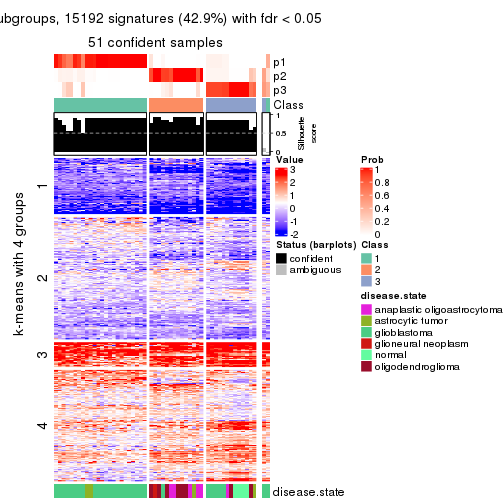 ubgroups, 15192 signatures (42.9%) with fdr < 0.05
51 confident samples
p1
p2
p3
Class
1
0.5
0
Silhouette
score
k-means with 4 groups
1
2
3
4
Value
3
2
1
0
-1
-2
Prob
1
0.8
0.6
0.4
0.2
0
Status (barplots)
confident
ambiguous
Class
1
2
3
disease.state
anaplastic oligoastrocytoma
astrocytic tumor
glioblastoma
glioneural neoplasm
normal
oligodendroglioma
disease.state